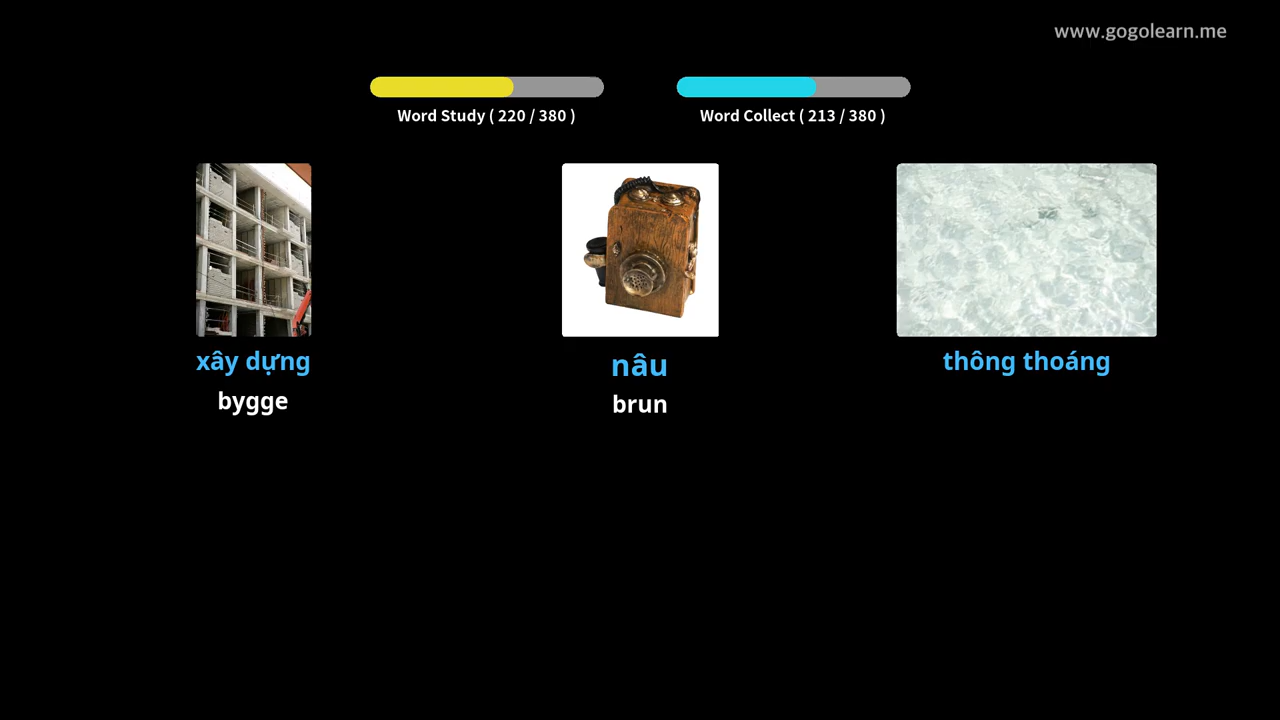 www.gogolearn.me
Word Study ( 220 / 380 )
Word Collect ( 213 / 380 )
xây dựng
bygge
nâu
brun
thông thoáng